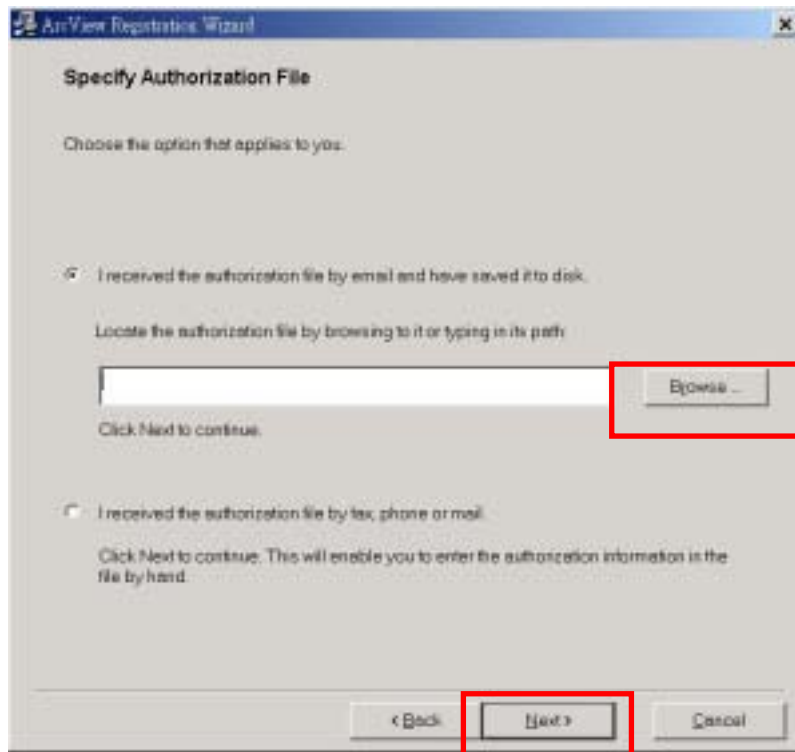 ArcView Registration Wizard
Specify Authorization File
Choose the option that applies to you.
I received the authorization file by email and have saved it to disk.
Locate the authorization file by browsing to it or typing in its path:
Browse ...
Click Next to continue.
I received the authorization file by fax, phone or mail.
Click Next to continue. This will enable you to enter the authorization information in the
file by hand.
< Back
Next >
Cancel